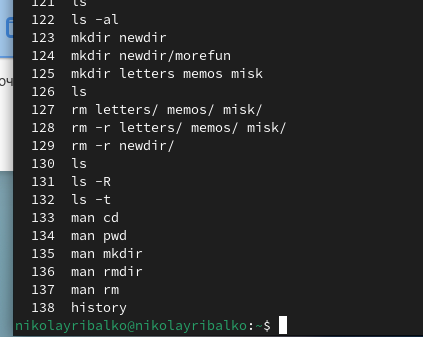 121 ls
122 ls -al
123 mkdir newdir
124 mkdir newdir/morefun
125 mkdir letters memos misk
126 ls
127 rm letters/ memos/ misk/
128 rm -r letters/ memos/ misk/
129 rm -r newdir/
130 ls
131 ls -R
132 ls -t
133 man cd
134 man pwd
135 man mkdir
136 man rmdir
137 man rm
138 history
nikolayribalko@nikolayribalko:~$